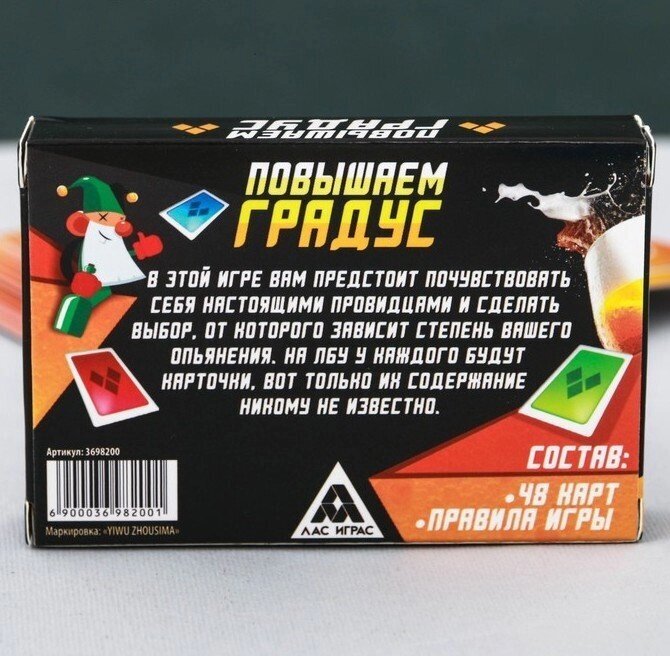 ПОВЫШАЕМ
ГРАДУС
ПОВЫШАЕМ
ГРАДУС
В ЭТОЙ ИГРЕ ВАМ ПРЕДСТОИТ ПОЧУВСТВОВАТЬ
СЕБЯ НАСТОЯЩИМИ ПРОВИДЦАМИ И СДЕЛАТЬ
ВЫБОР, ОТ КОТОРОГО ЗАВИСИТ СТЕПЕНЬ ВАШЕГО
ОПЬЯНЕНИЯ. НА ЛБУ У КАЖДОГО БУДУТ
КАРТОЧКИ, ВОТ ТОЛЬКО ИХ СОДЕРЖАНИЕ
НИКОМУ НЕ ИЗВЕСТНО.
Артикул: 3698200
6 900036 982001
Маркировка: «YIWU ZHOUSIMA»
ЛАС ИГРАС
СОСТАВ:
•48 КАРТ
•ПРАВИЛА ИГРЫ